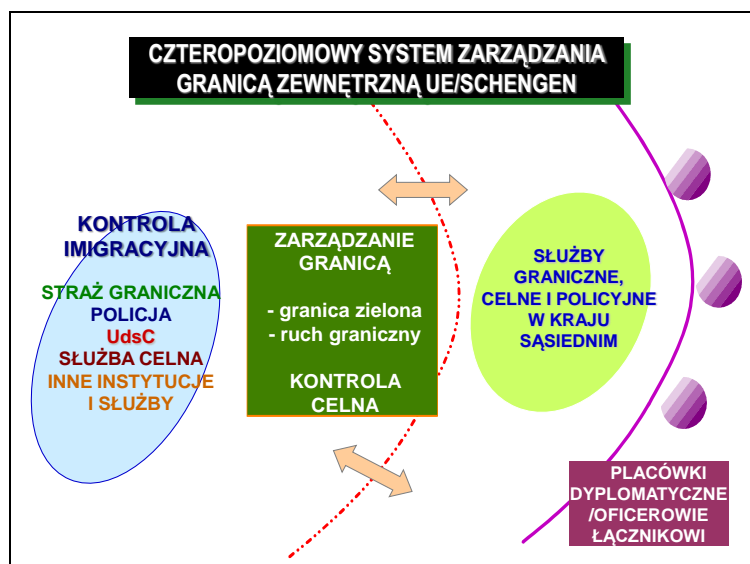 CZTEROPOZIOMOWY SYSTEM ZARZĄDZANIA
GRANICĄ ZEWNĘTRZNĄ UE/SCHENGEN
KONTROLA
IMIGRACYJNA
STRAŻ GRANICZNA
POLICJA
UdsC
SŁUŻBA CELNA
INNE INSTYTUCJE
I SŁUŻBY
ZARZĄDZANIE
GRANICĄ
- granica zielona
- ruch graniczny
KONTROLA
CELNA
SŁUŻBY
GRANICZNE,
CELNE I POLICYJNE
W KRAJU
SĄSIEDNIM
PLACÓWKI
DYPLOMATYCZNE
/OFICEROWIE
ŁĄCZNIKOWI